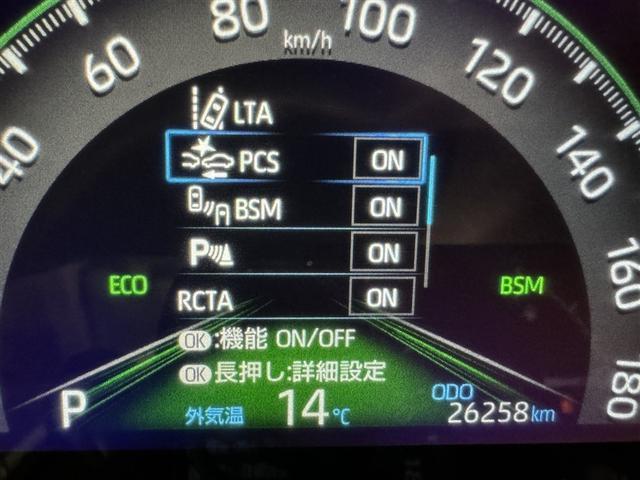 80
100
km/h
60
120
40
140
160
180
LTA
PCS ON
BSM ON
P ON
RCTA ON
ECO
BSM
OK:機能 ON/OFF
OK長押し:詳細設定
P
外気温 14℃
ODO
26258km